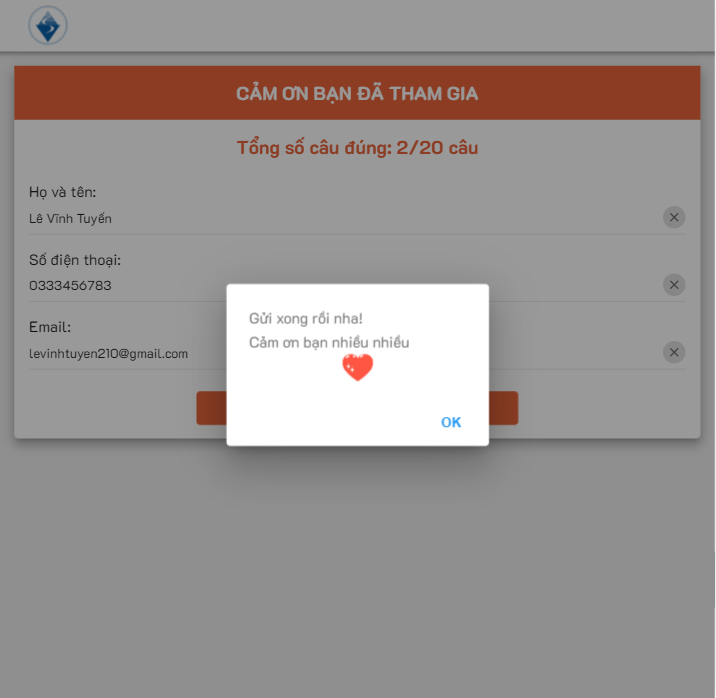 CẢM ƠN BẠN ĐÃ THAM GIA
Tổng số câu đúng: 2/20 câu
Họ và tên:
Lê Vĩnh Tuyến
Số điện thoại:
0333456783
Email:
levinhtuyen210@gmail.com
Gửi xong rồi nha!
Cảm ơn bạn nhiều nhiều
OK